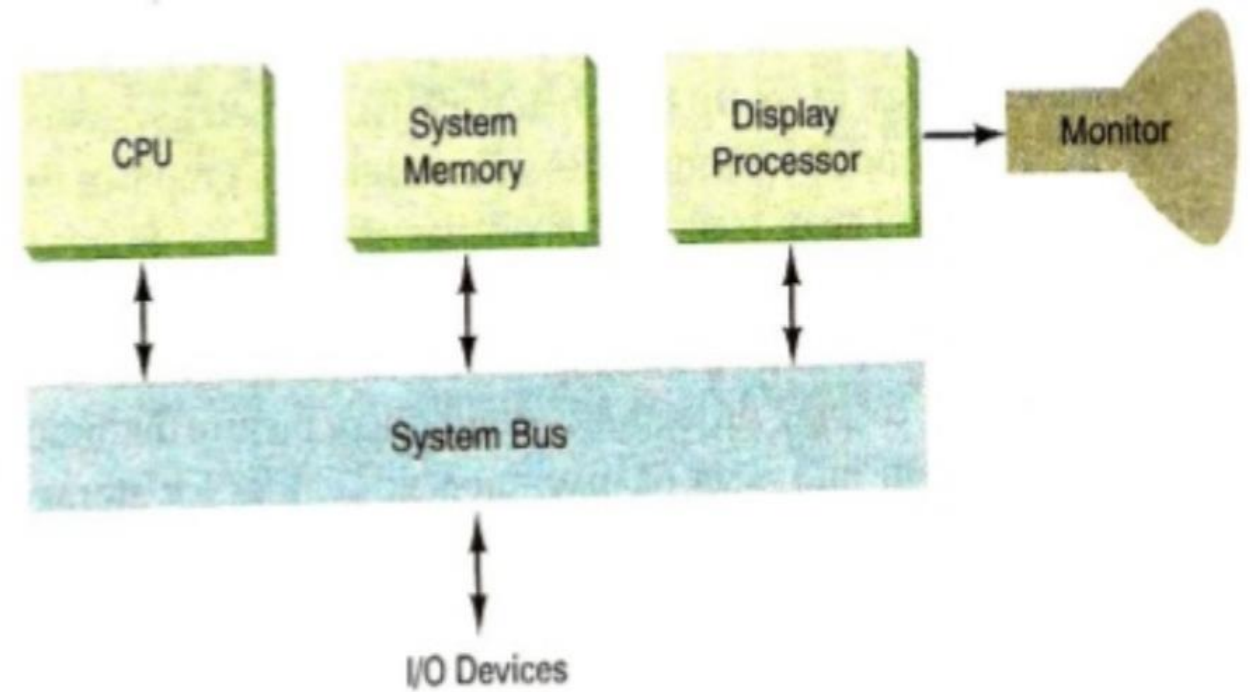 CPU
System
Memory
Display
Processor
Monitor
System Bus
I/O Devices